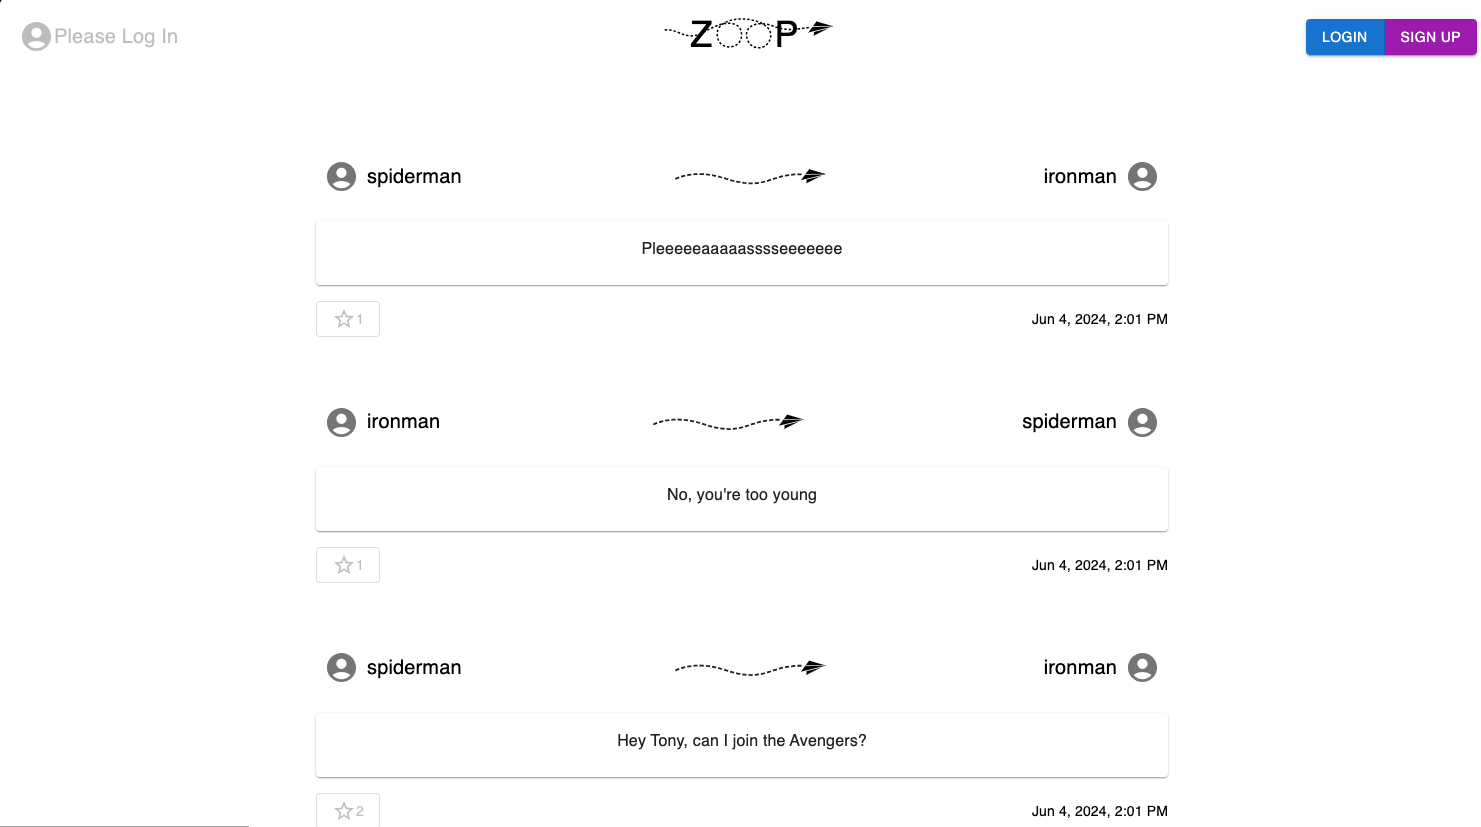 Please Log In
ZOOP
LOGIN
SIGN UP
spiderman
ironman
Pleeeeeaaaaasssseeeeeee
1
Jun 4, 2024, 2:01 PM
ironman
spiderman
No, you're too young
1
Jun 4, 2024, 2:01 PM
spiderman
ironman
Hey Tony, can I join the Avengers?
2
Jun 4, 2024, 2:01 PM